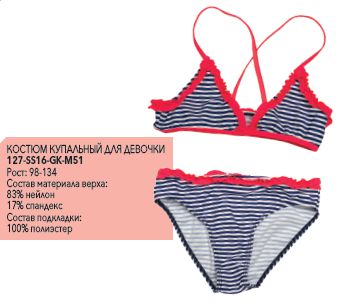 КОСТЮМ КУПАЛЬНЫЙ ДЛЯ ДЕВОЧКИ
127-SS16-GK-M51
Рост: 98-134
Состав материала верха:
83% нейлон
17% спандекс
Состав подкладки:
100% полиэстер